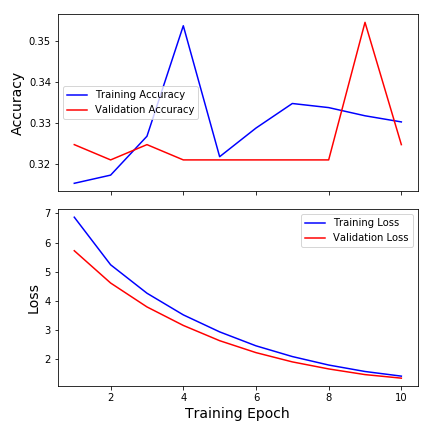 0.35
0.34
0.33
0.32
Accuracy
Training Accuracy
Validation Accuracy
7
6
5
4
3
2
Loss
Training Loss
Validation Loss
2
4
6
8
10
Training Epoch